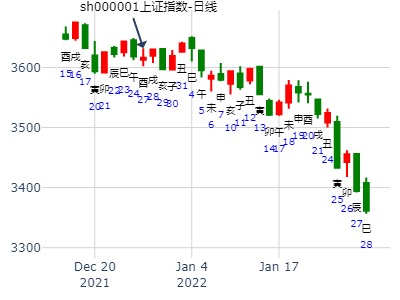 sh000001上证指数-日线
3600
3500
3400
3300
酉 15
戌 16
亥 17
寅 20
卯 21
辰 22
巳 23
午 24
酉 27
戌 28
亥 29
子 30
丑 31
巳 4
午 5
未 6
申 7
亥 10
子 11
丑 12
寅 13
卯 14
午 17
未 18
申 19
酉 20
戌 21
丑 24
寅 25
卯 26
辰 27
巳 28
Dec 20
2021
Jan 4
2022
Jan 17